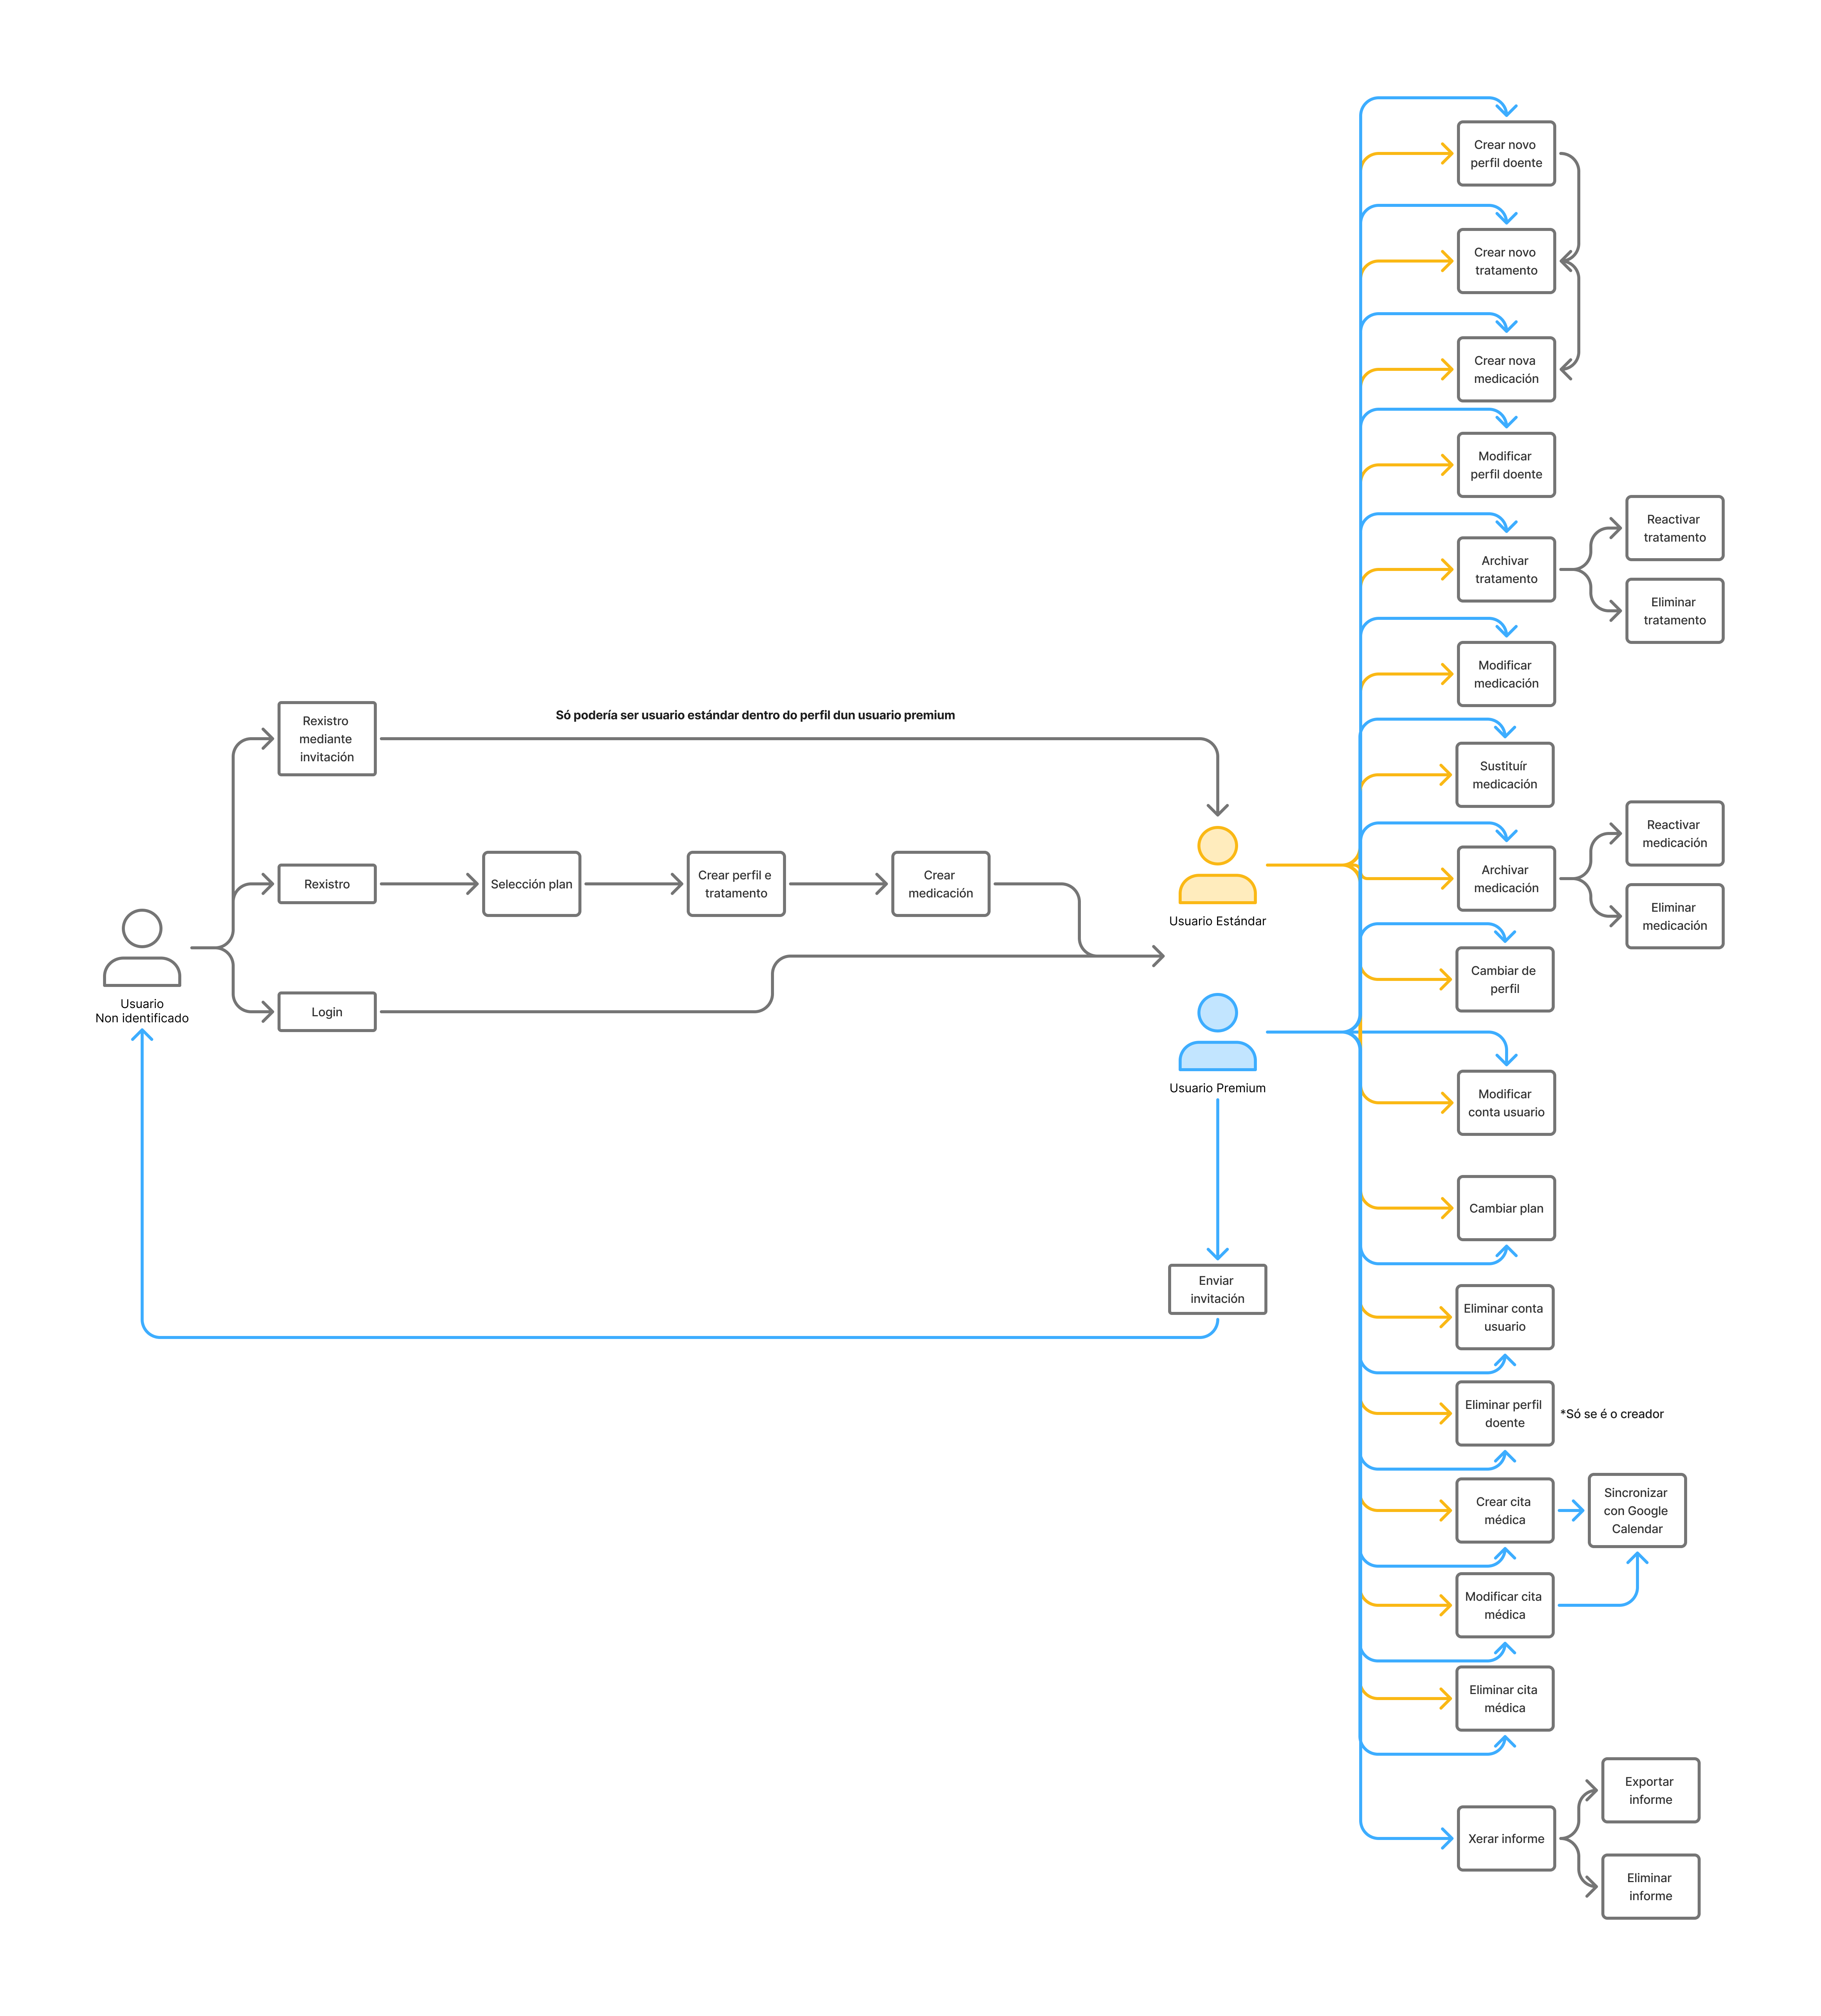 Crear novo
perfil doente
Crear novo
tratamento
Crear nova
medicación
Modificar
perfil doente
Archivar
tratamento
Reactivar
tratamento
Eliminar
tratamento
Modificar
medicación
Rexistro
mediante
invitación
Só podería ser usuario estándar dentro do perfil dun usuario premium
Sustituír
medicación
Rexistro
Selección plan
Crear perfil e
tratamento
Crear
medicación
Usuario Estándar
Archivar
medicación
Reactivar
medicación
Eliminar
medicación
Usuario
Non identificado
Login
Cambiar de
perfil
Usuario Premium
Modificar
conta usuario
Cambiar plan
Enviar
invitación
Eliminar conta
usuario
Eliminar perfil
doente
*Só se é o creador
Crear cita
médica
Sincronizar
con Google
Calendar
Modificar cita
médica
Eliminar cita
médica
Xerar informe
Exportar
informe
Eliminar
informe